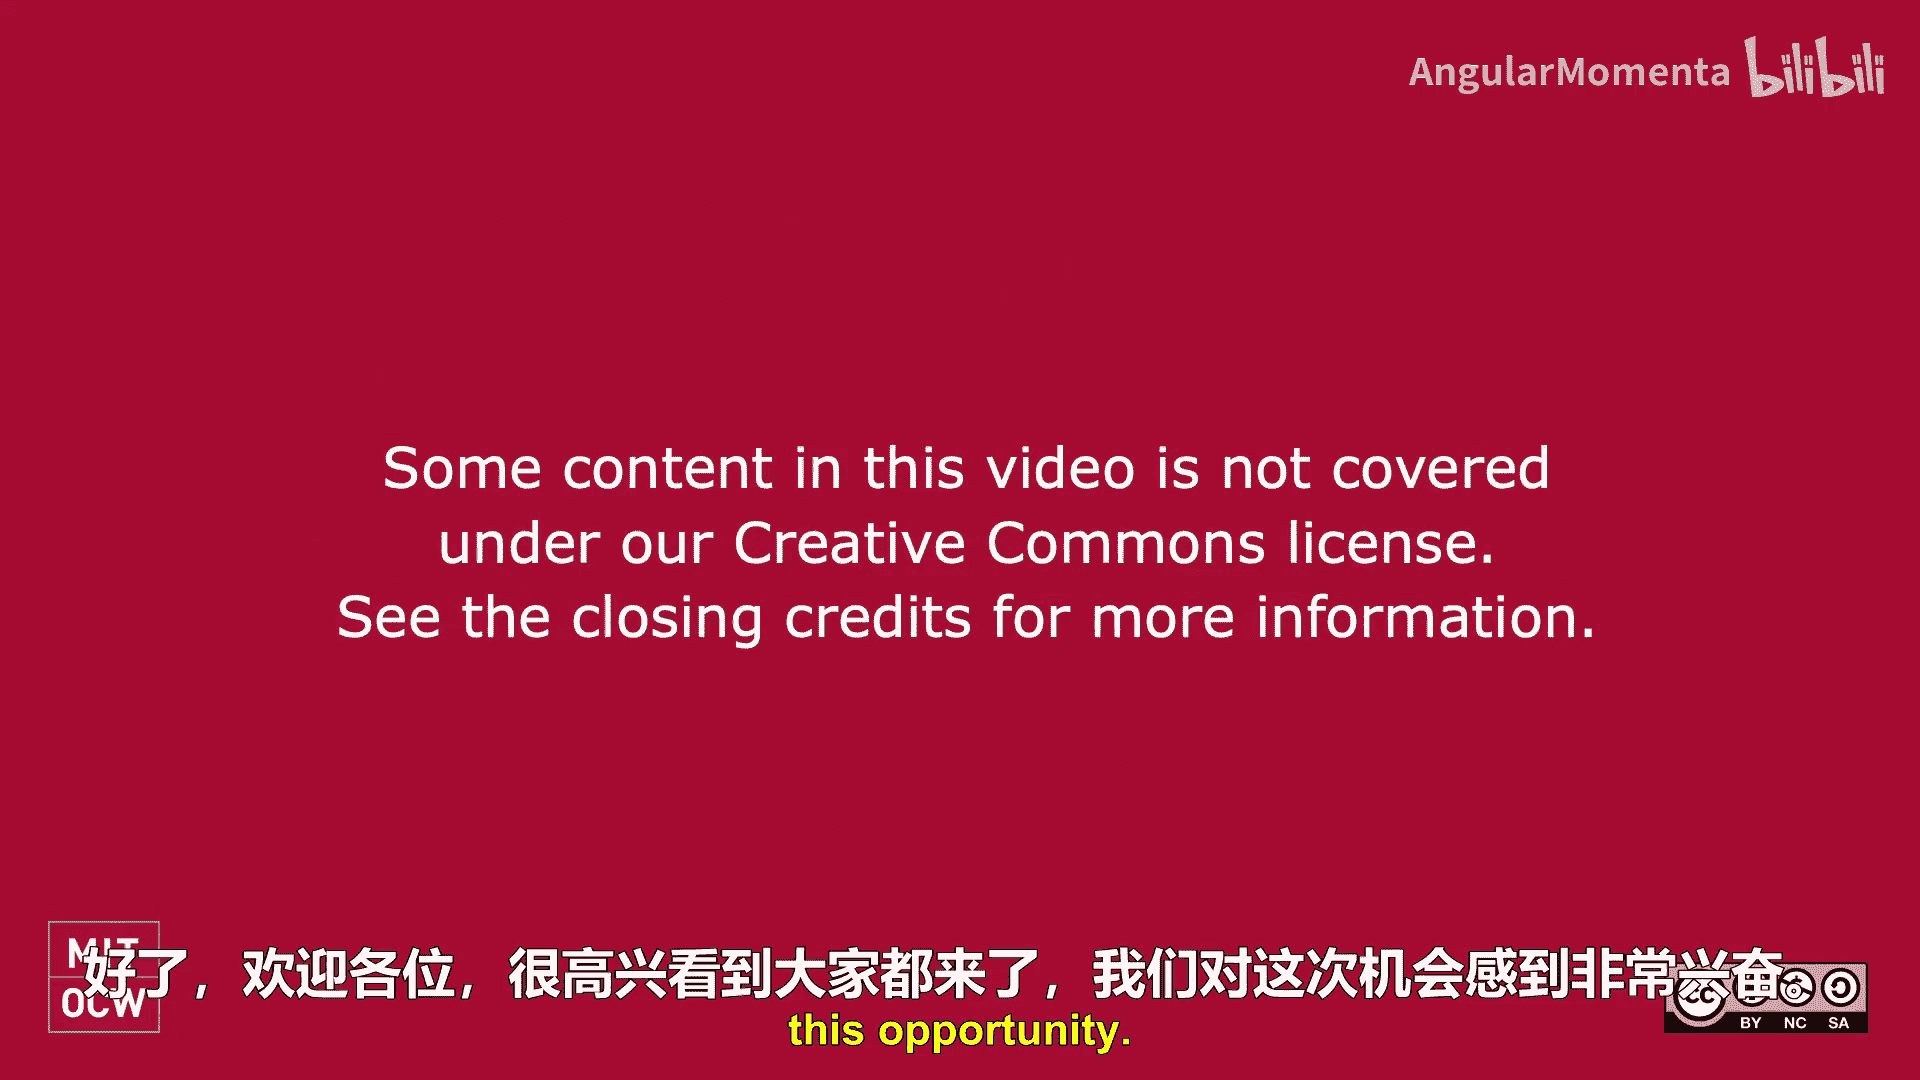 AngularMomenta bilibili
Some content in this video is not covered
under our Creative Commons license.
See the closing credits for more information.
MIT
OCW
好了，欢迎各位，很高兴看到大家都来了，我们对这次机会感到非常兴奋
this opportunity.
cc
BY NC SA